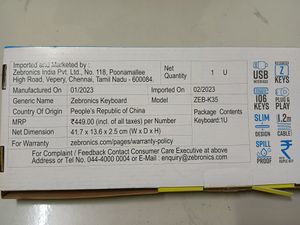 Imported and Marketed by
Zebronics India Pvt. Ltd., No. 118, Poonamallee
High Road, Vepery, Chennai, Tamil Nadu - 600084.
Net Quantity
1 U
Manufactured On 01/2023 Imported On 02/2023
Generic Name Zebronics Keyboard Model ZEB-K35
Country Of Origin People's Republic of China Package Contents
MRP ₹449.00 (incl. of all taxes) per Number Keyboard:1U
Net Dimension 41.7 x 13.6 x 2.5 cm (W x D x H)
For Warranty zebronics.com/pages/warranty-policy
For Complaint / Feedback Contact Consumer Care Executive at above
Address or Tel No. 044-4000 0004 or E-Mail : enquiry@zebronics.com
USB
INTERFACE
Z
KEYS
106
KEYS
PLUG &
PLAY
SLIM
DESIGN
1.2m
CABLE
SPILL
PROOF
₹
RUPEE KEY